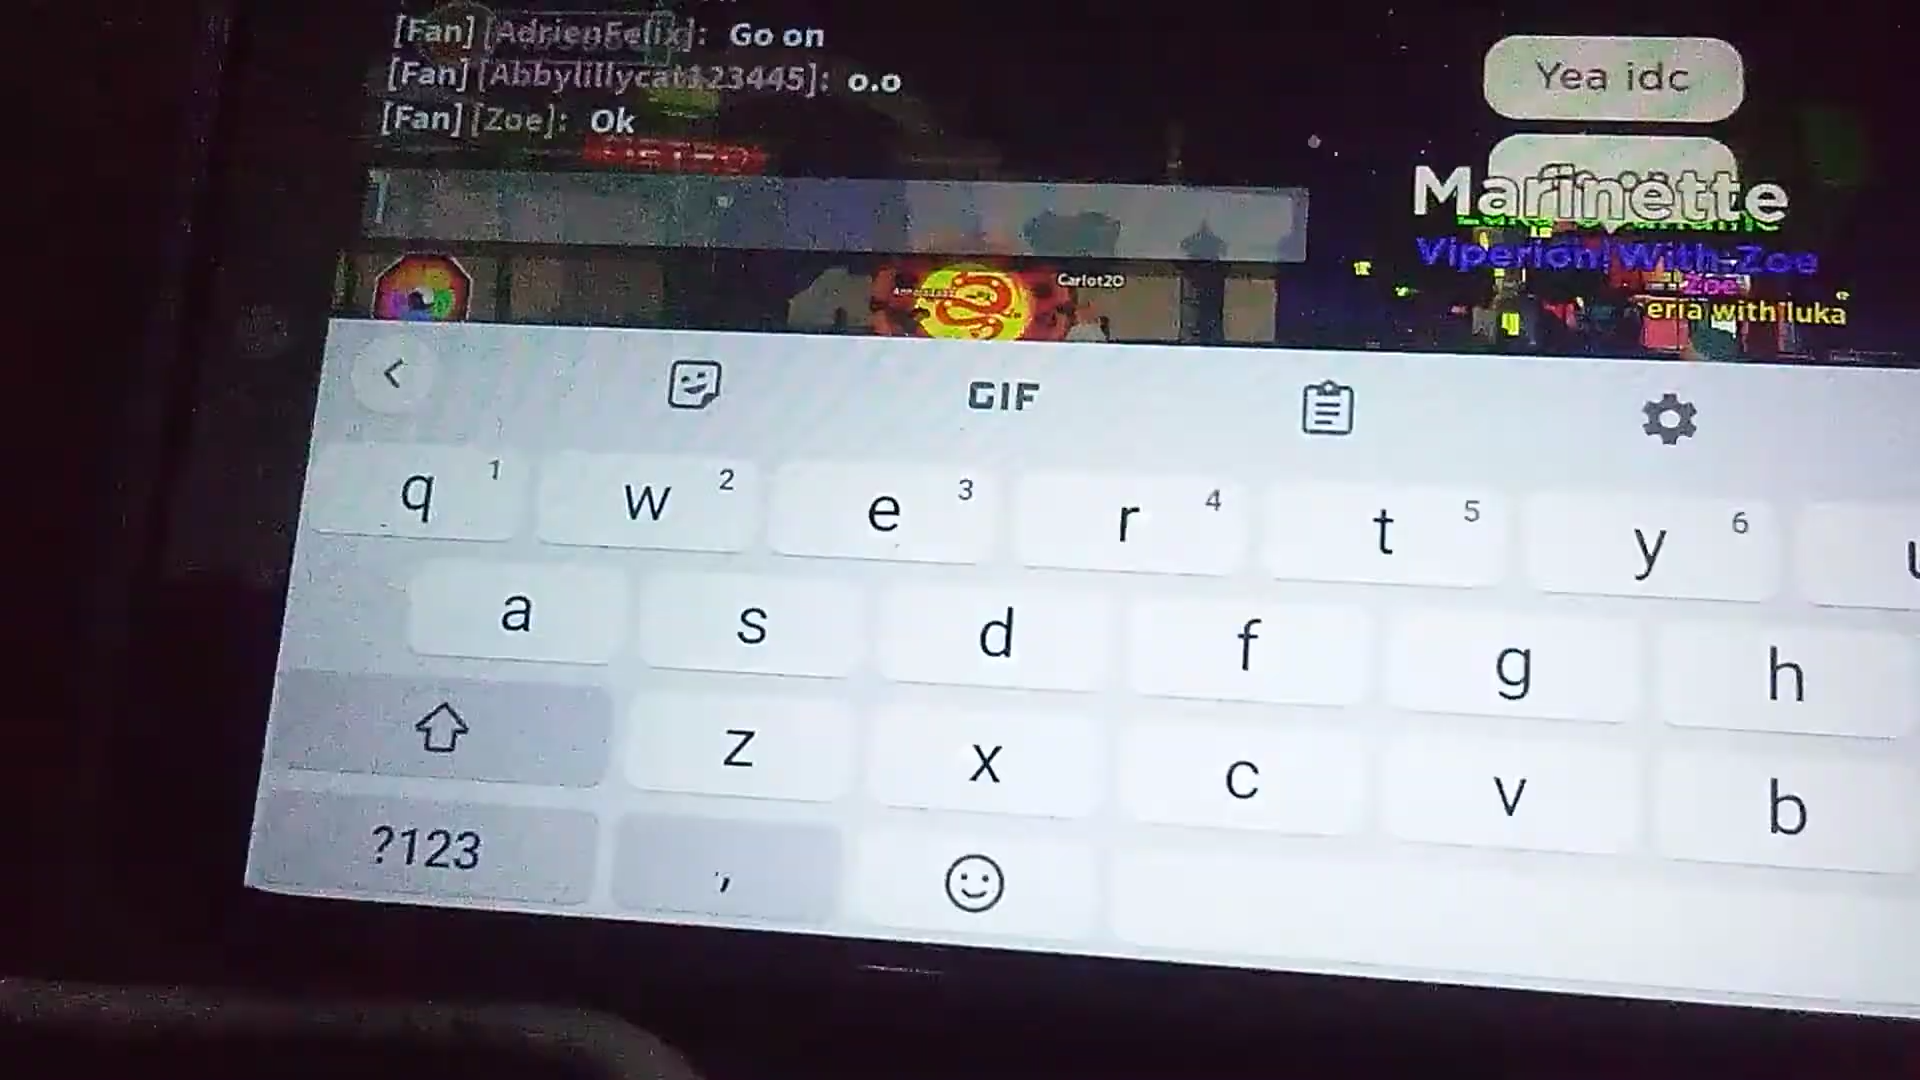 [Fan] [AdrienFelix]: Go on
[Fan] [Abbylillycat123445]: o.o
[Fan] [Zoe]: Ok
Yea idc
Marinette
Viperion|With-Zoe
Zoe
eria with luka
Carlot20
GIF
q 1 w 2 e 3 r 4 t 5 y 6 u
a s d f g h
z x c v b
?123 ,